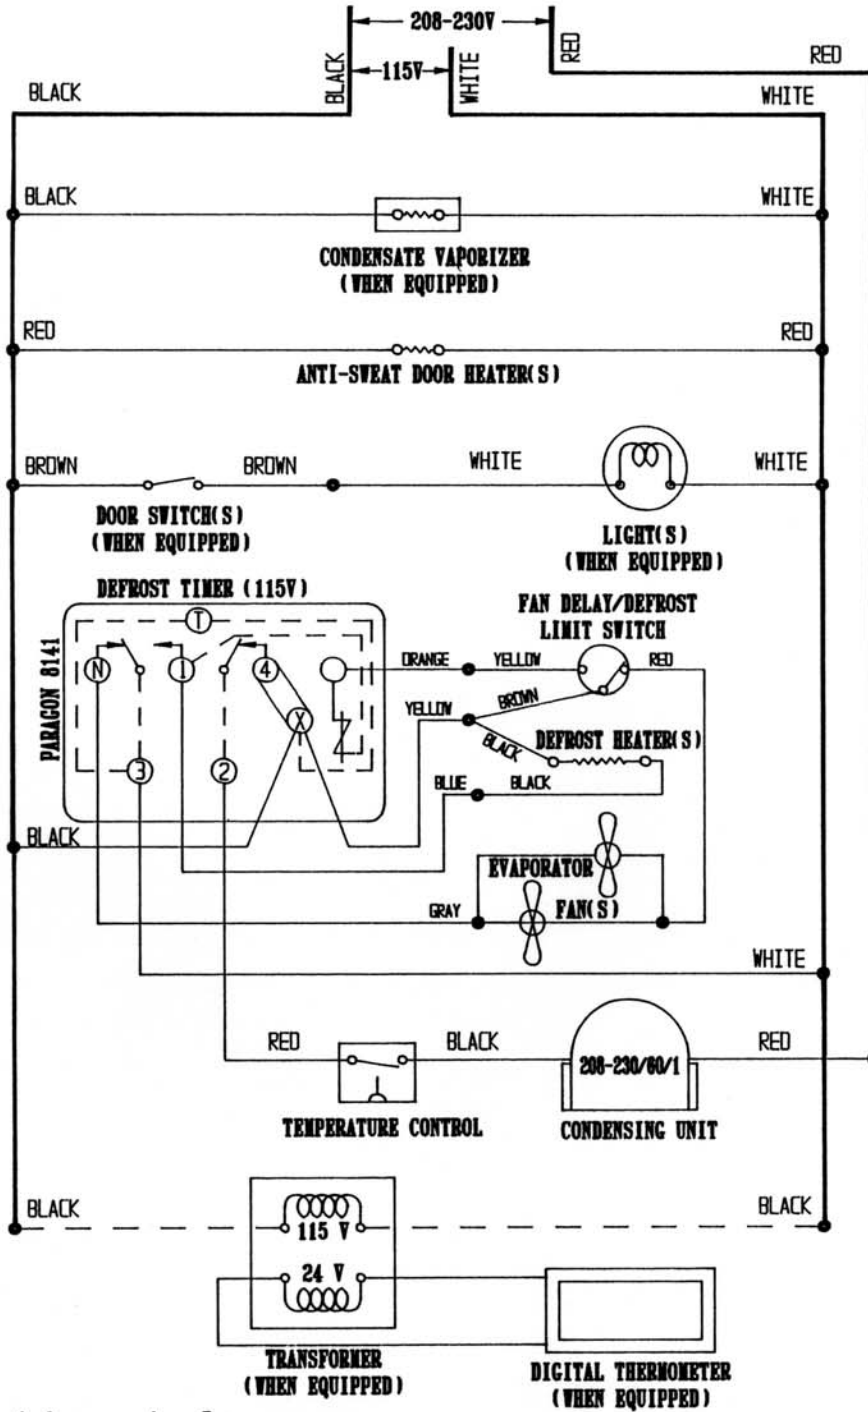 208-230V
BLACK
115V
WHITE
RED
RED
BLACK
WHITE
BLACK
WHITE
CONDENSATE VAPORIZER
(WHEN EQUIPPED)
RED
RED
ANTI-SWEAT DOOR HEATER(S)
BROWN
BROWN
WHITE
WHITE
DOOR SWITCH(S)
(WHEN EQUIPPED)
LIGHT(S)
(WHEN EQUIPPED)
DEFROST TIMER (115V)
FAN DELAY/DEFROST
LIMIT SWITCH
PARAGON 8141
T
N
1
4
X
3
2
ORANGE
YELLOW
RED
BROWN
YELLOW
BLACK
DEFROST HEATER(S)
BLUE
BLACK
BLACK
EVAPORATOR
FAN(S)
GRAY
WHITE
RED
BLACK
RED
208-230/60/1
TEMPERATURE CONTROL
CONDENSING UNIT
BLACK
BLACK
115 V
24 V
TRANSFORMER
(WHEN EQUIPPED)
DIGITAL THERMOMETER
(WHEN EQUIPPED)